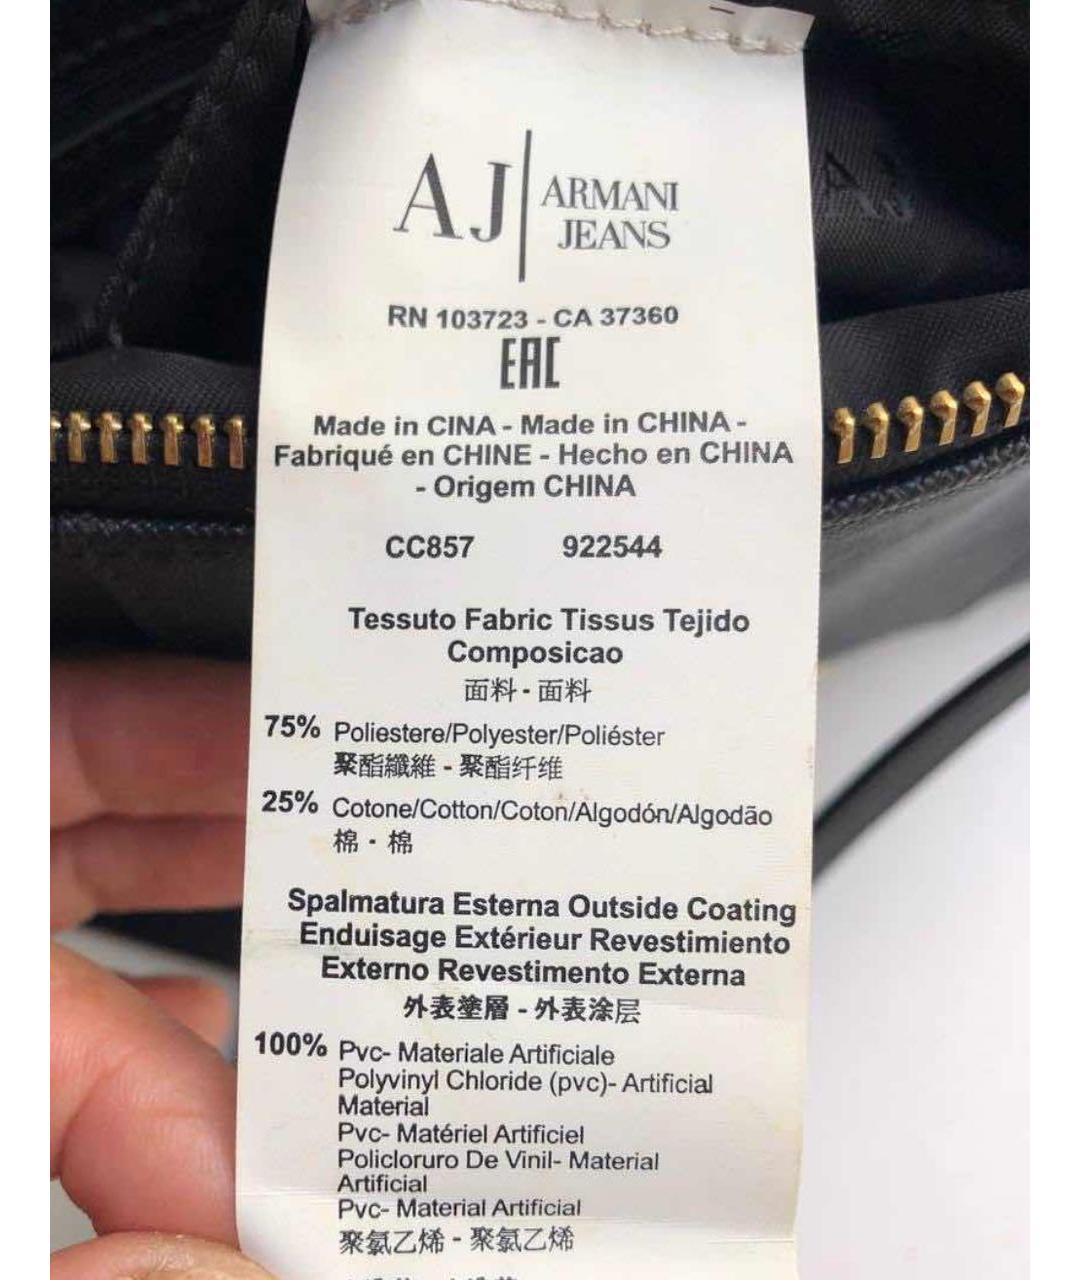 AJ
ARMANI
JEANS
RN 103723 - CA 37360
EAC
Made in CINA - Made in CHINA -
Fabriqué en CHINE - Hecho en CHINA
- Origem CHINA
CC857 922544
Tessuto Fabric Tissus Tejido
Composicao
面料 - 面料
75% Poliestere/Polyester/Poliéster
聚酯纖維 - 聚酯纤维
25% Cotone/Cotton/Coton/Algodón/Algodão
棉 - 棉
Spalmatura Esterna Outside Coating
Enduisage Extérieur Revestimiento
Externo Revestimento Externa
外表塗層 - 外表涂层
100% Pvc- Materiale Artificiale
Polyvinyl Chloride (pvc)- Artificial
Material
Pvc- Matériel Artificiel
Policloruro De Vinil- Material
Artificial
Pvc- Material Artificial
聚氯乙烯 - 聚氯乙烯
AJ